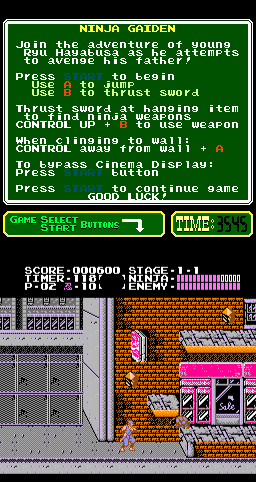 NINJA GAIDEN
Join the adventure of young
Ryu Hayabusa as he attempts
to avenge his father!
Press START to begin
Use A to jump
Use B to thrust sword
Thrust sword at hanging item
to find ninja weapons
CONTROL UP + B to use weapon
When clinging to wall:
CONTROL away from wall + A
To bypass Cinema Display:
Press START button
Press START to continue game
GOOD LUCK!
GAME SELECT
START BUTTONS
TIME: 3545
SCORE-000600 STAGE-1-1
TIMER-110 NINJA-
P-02 -10 ENEMY-
Sale